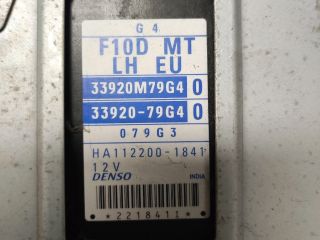 G 4
F10D MT
LH EU
33920M79G4 0
33920-79G4 0
079G3
HA112200-1841
12V
DENSO INDIA
*2218411*